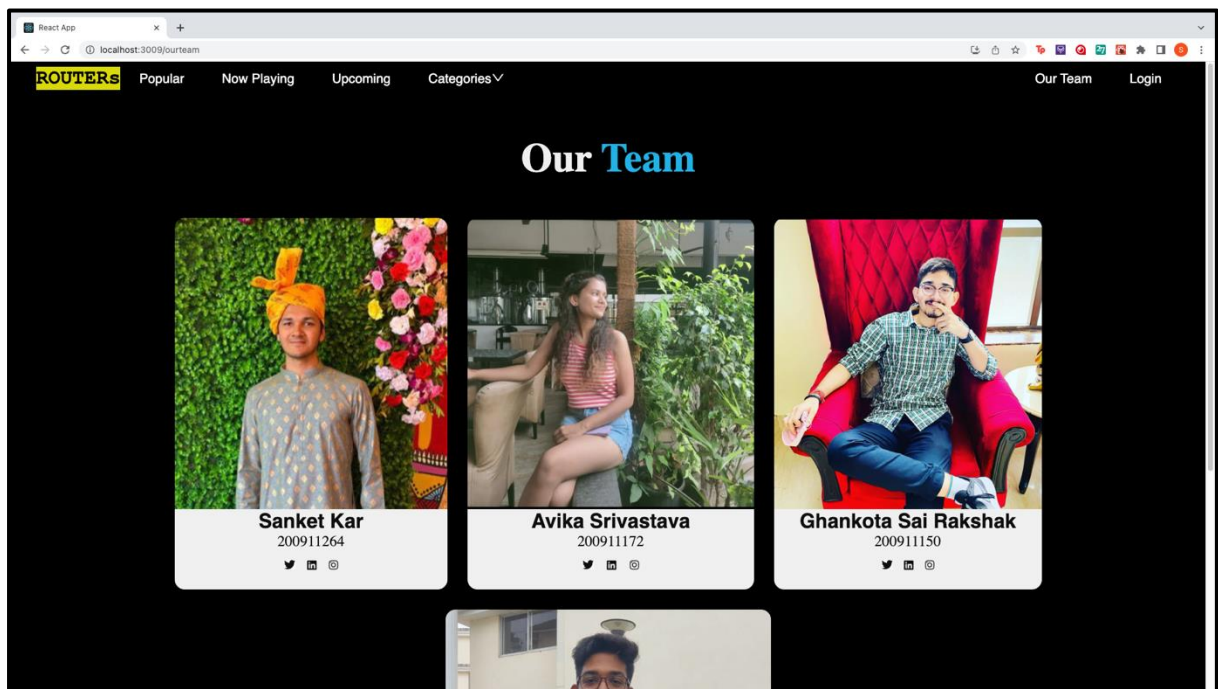 React App
localhost:3009/ourteam
ROUTERs Popular Now Playing Upcoming Categories Our Team Login
Our Team
Sanket Kar
200911264
Avika Srivastava
200911172
Ghankota Sai Rakshak
200911150